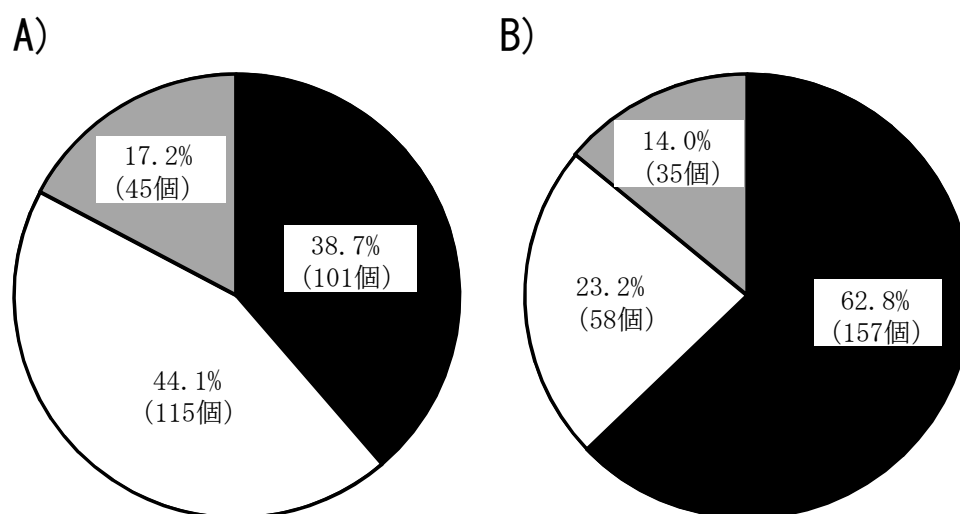 A)
17.2%
(45個)
38.7%
(101個)
44.1%
(115個)
B)
14.0%
(35個)
23.2%
(58個)
62.8%
(157個)